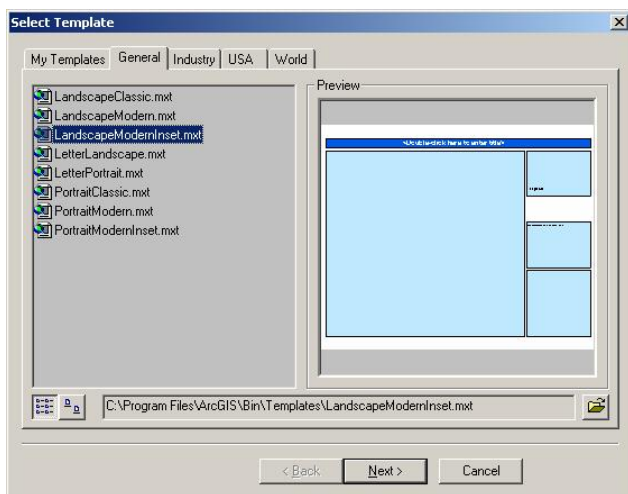 Select Template
My Templates General Industry USA World
LandscapeClassic.mxt
LandscapeModern.mxt
LandscapeModernInset.mxt
LetterLandscape.mxt
LetterPortrait.mxt
PortraitClassic.mxt
PortraitModern.mxt
PortraitModernInset.mxt
Preview
<Double-click here to enter title>
C:\Program Files\ArcGIS\Bin\Templates\LandscapeModernInset.mxt
< Back Next > Cancel